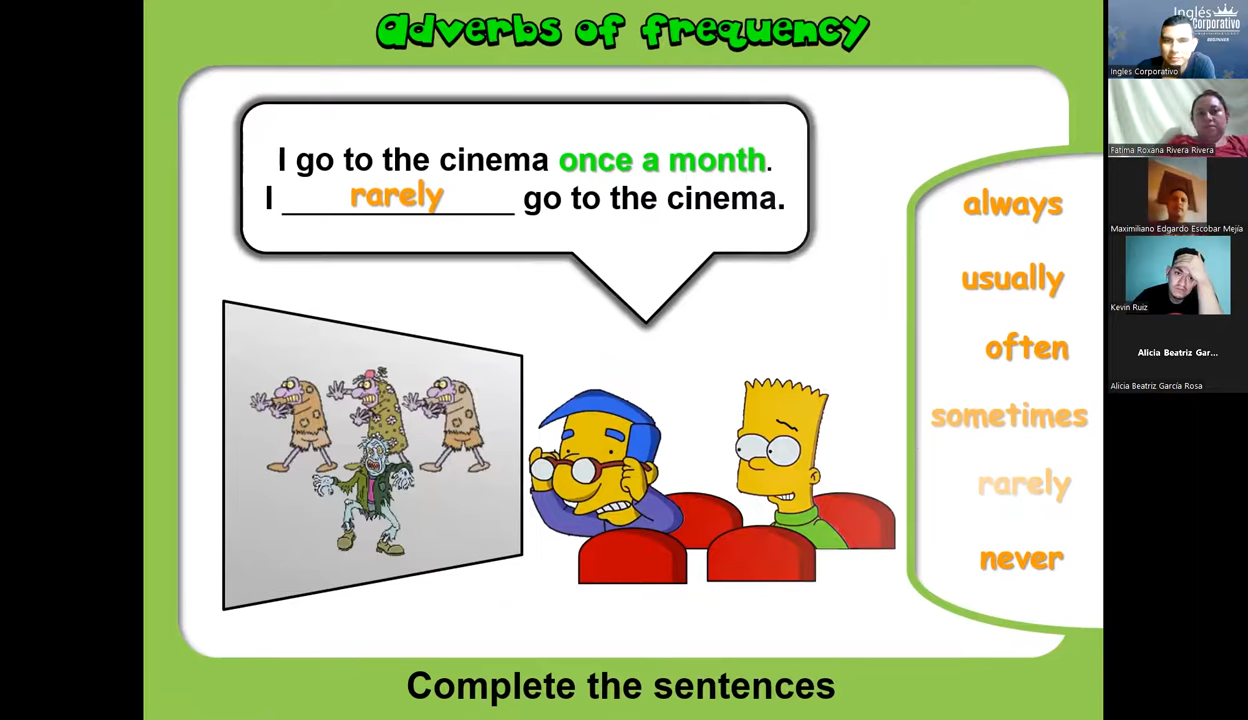 adverbs of frequency
I go to the cinema once a month.
I rarely go to the cinema.
always
usually
often
sometimes
rarely
never
Complete the sentences
Inglés
Corporativo
BEGINNER
Ingles Corporativo
Fatima Roxana Rivera Rivera
Maximiliano Edgardo Escobar Mejía
Kevin Ruiz
Alicia Beatriz Gar...
Alicia Beatriz García Rosa